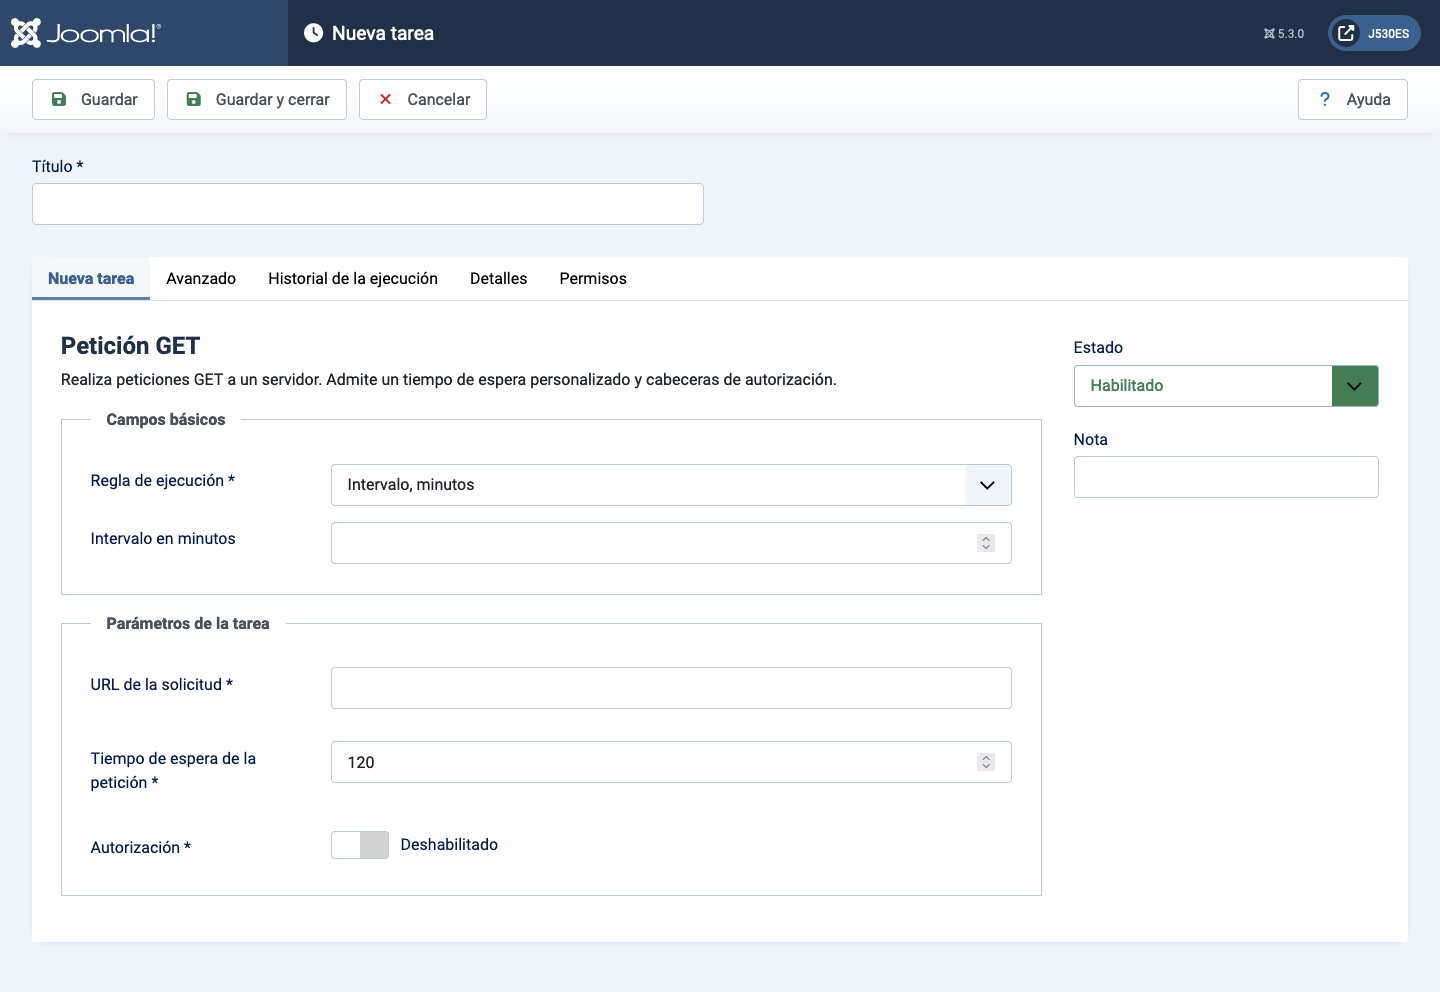 Joomla!®
Nueva tarea
5.3.0
J530ES
Guardar
Guardar y cerrar
Cancelar
? Ayuda
Título *
Nueva tarea
Avanzado
Historial de la ejecución
Detalles
Permisos
Petición GET
Realiza peticiones GET a un servidor. Admite un tiempo de espera personalizado y cabeceras de autorización.
Campos básicos
Regla de ejecución *
Intervalo, minutos
Intervalo en minutos
Parámetros de la tarea
URL de la solicitud *
Tiempo de espera de la
petición *
120
Autorización *
Deshabilitado
Estado
Habilitado
Nota